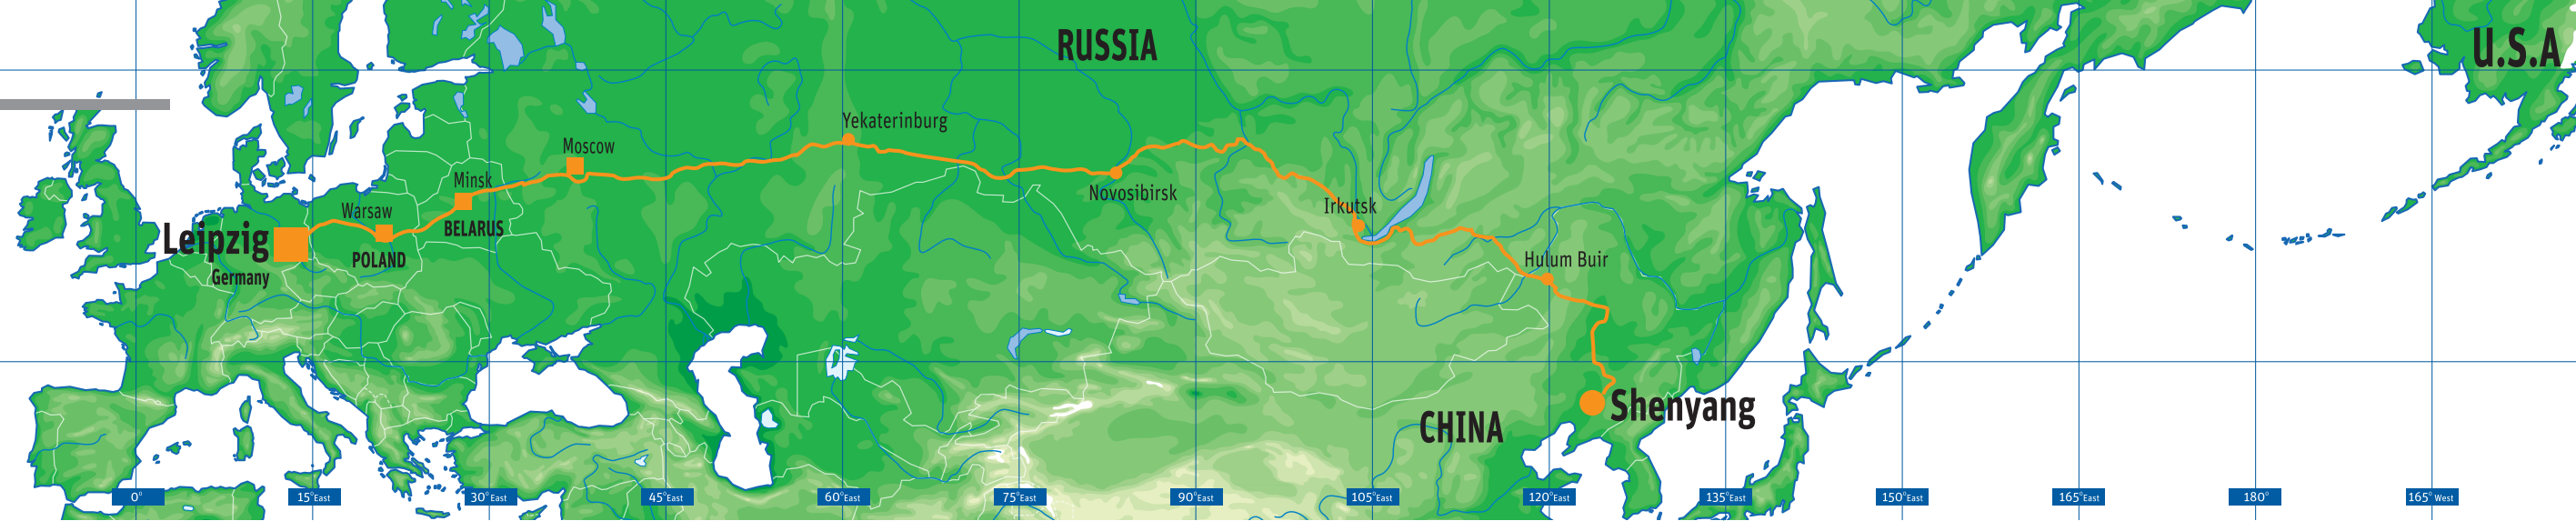 RUSSIA
U.S.A
Yekaterinburg
Moscow
Minsk
Novosibirsk
Warsaw
Irkutsk
BELARUS
Leipzig
POLAND
Hulum Buir
Germany
Shenyang
CHINA
0°
15°East
30°East
45°East
60°East
75°East
90°East
105°East
120°East
135°East
150°East
165°East
180°
165° West